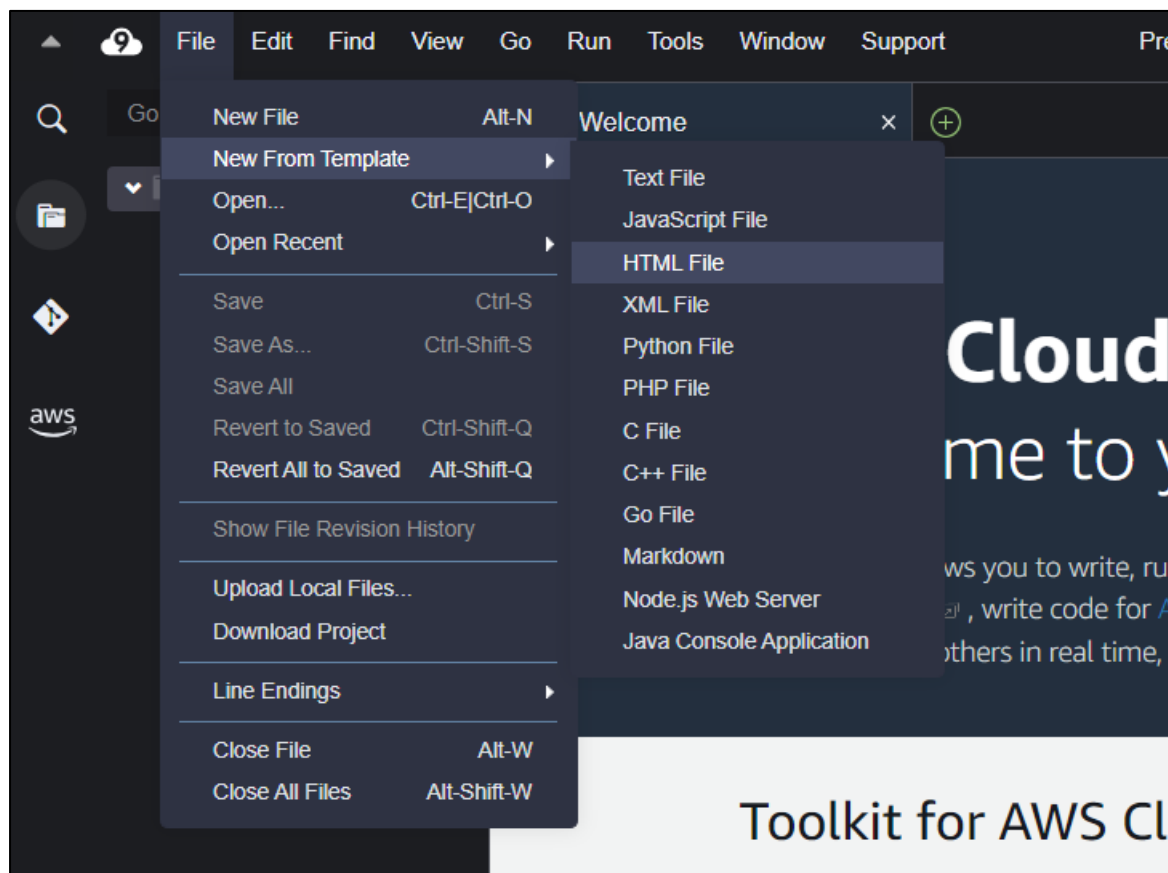 File Edit Find View Go Run Tools Window Support
Go
New File Alt-N
New From Template
Open... Ctrl-E|Ctrl-O
Open Recent
Save Ctrl-S
Save As... Ctrl-Shift-S
Save All
Revert to Saved Ctrl-Shift-Q
Revert All to Saved Alt-Shift-Q
Show File Revision History
Upload Local Files...
Download Project
Line Endings
Close File Alt-W
Close All Files Alt-Shift-W
Welcome
Text File
JavaScript File
HTML File
XML File
Python File
PHP File
C File
C++ File
Go File
Markdown
Node.js Web Server
Java Console Application
aws
9
Cloud
me to
you to write,
, write code for
in real time,
Toolkit for AWS